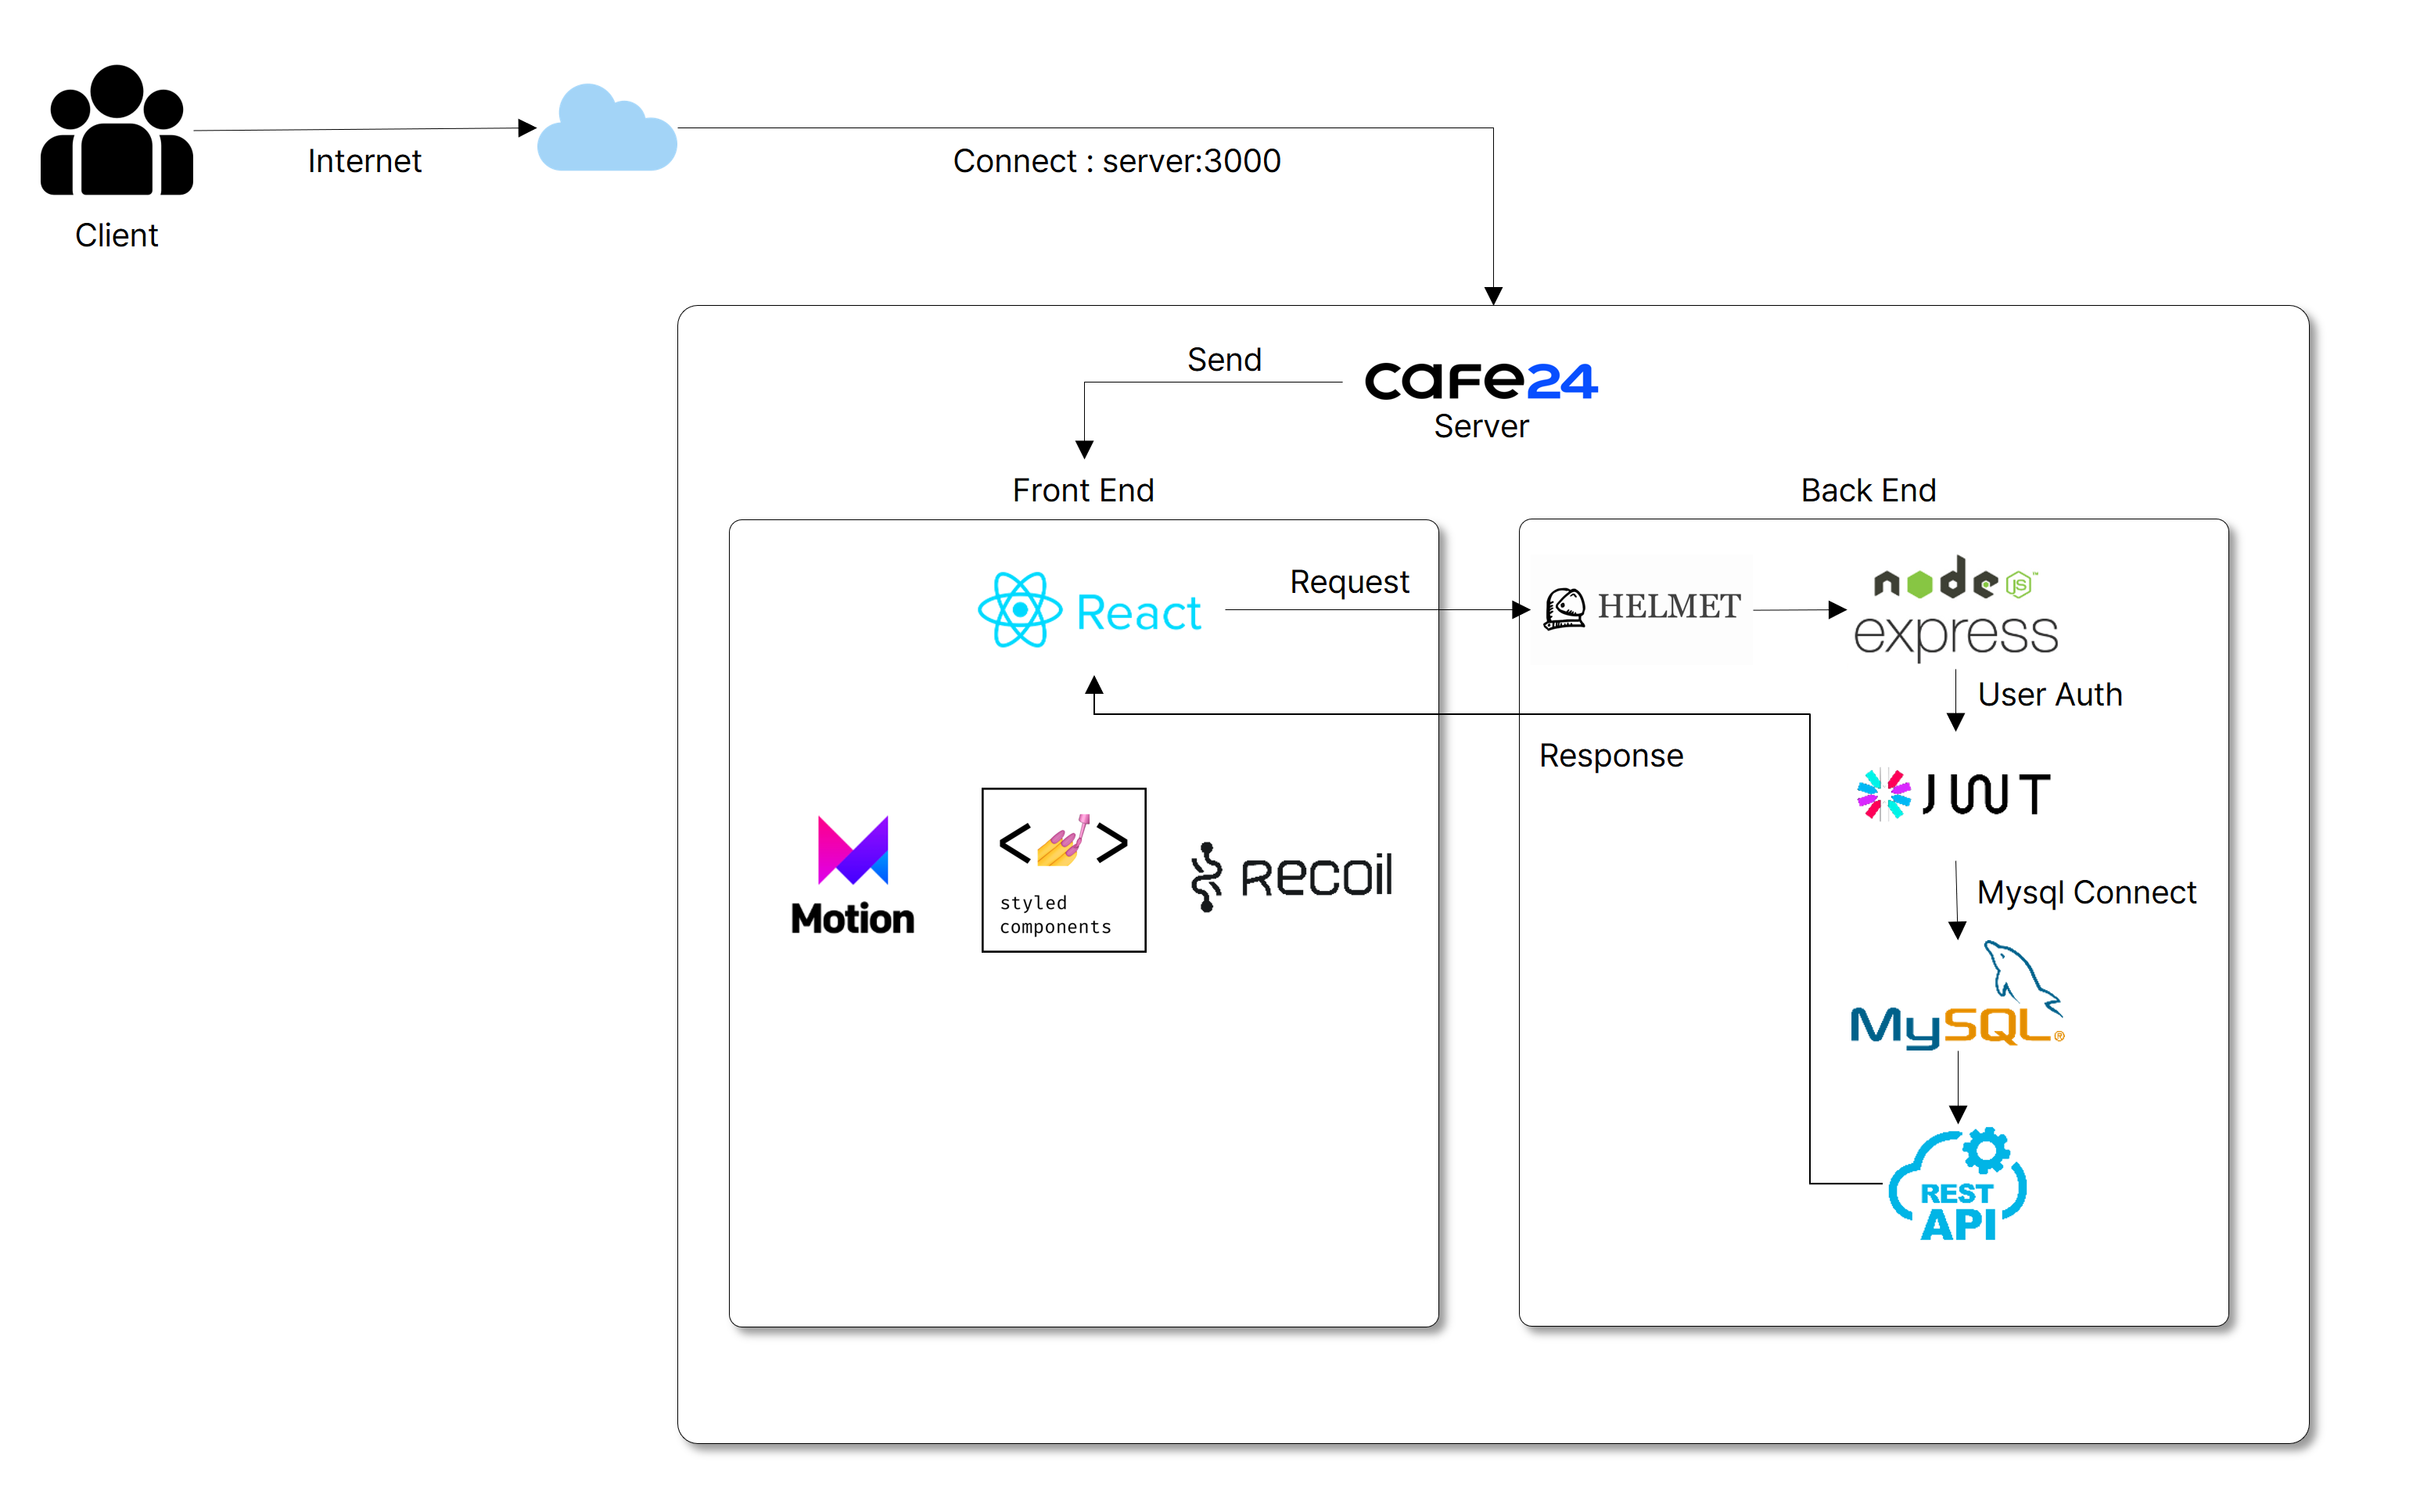 Client
Internet
Connect : server:3000
Send
cafe24
Server
Front End
Back End
React
Request
HELMET
node JS™
express
User Auth
Response
JWT
Motion
styled
components
RECOIL
Mysql Connect
MySQL®
REST
API